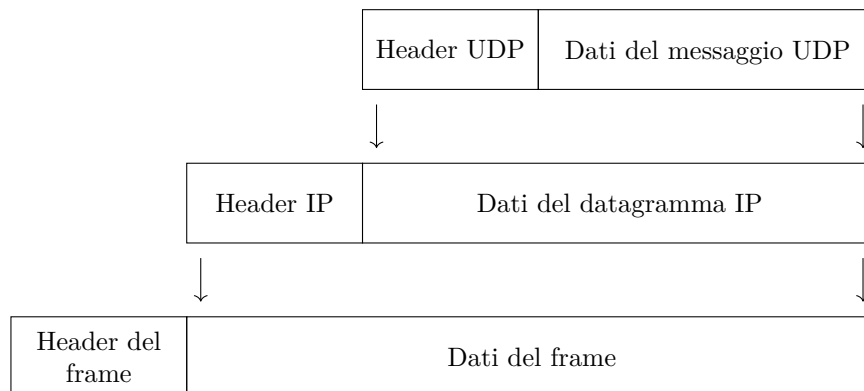 Header UDP
Dati del messaggio UDP
Header IP
Dati del datagramma IP
Header del
frame
Dati del frame